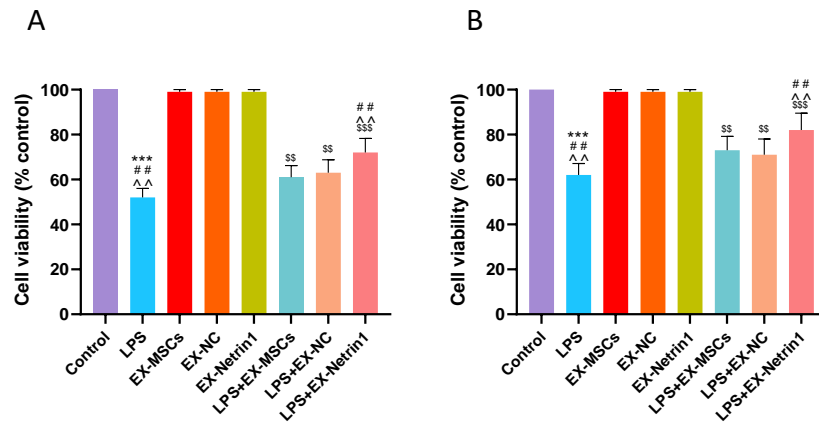 A
Cell viability (% control)
100
80
60
40
20
0
***
# #
^ ^
$$
$$
# #
^ ^
$$$
Control
LPS
EX-MSCs
EX-NC
EX-Netrin1
LPS+EX-MSCs
LPS+EX-NC
LPS+EX-Netrin1
B
Cell viability (% control)
100
80
60
40
20
0
***
# #
^ ^
$$
$$
# #
^ ^
$$$
Control
LPS
EX-MSCs
EX-NC
EX-Netrin1
LPS+EX-MSCs
LPS+EX-NC
LPS+EX-Netrin1